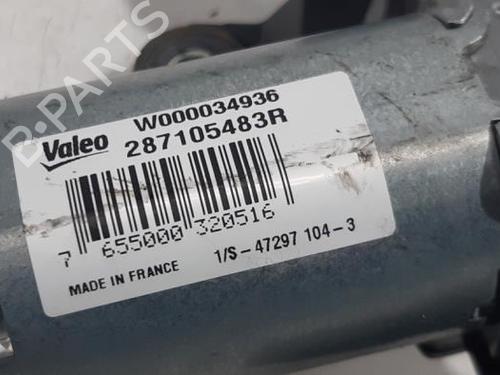 Valeo
W000034936
287105483R
7 655000 320516
MADE IN FRANCE
1/S-47297 104-3
B-PARTS